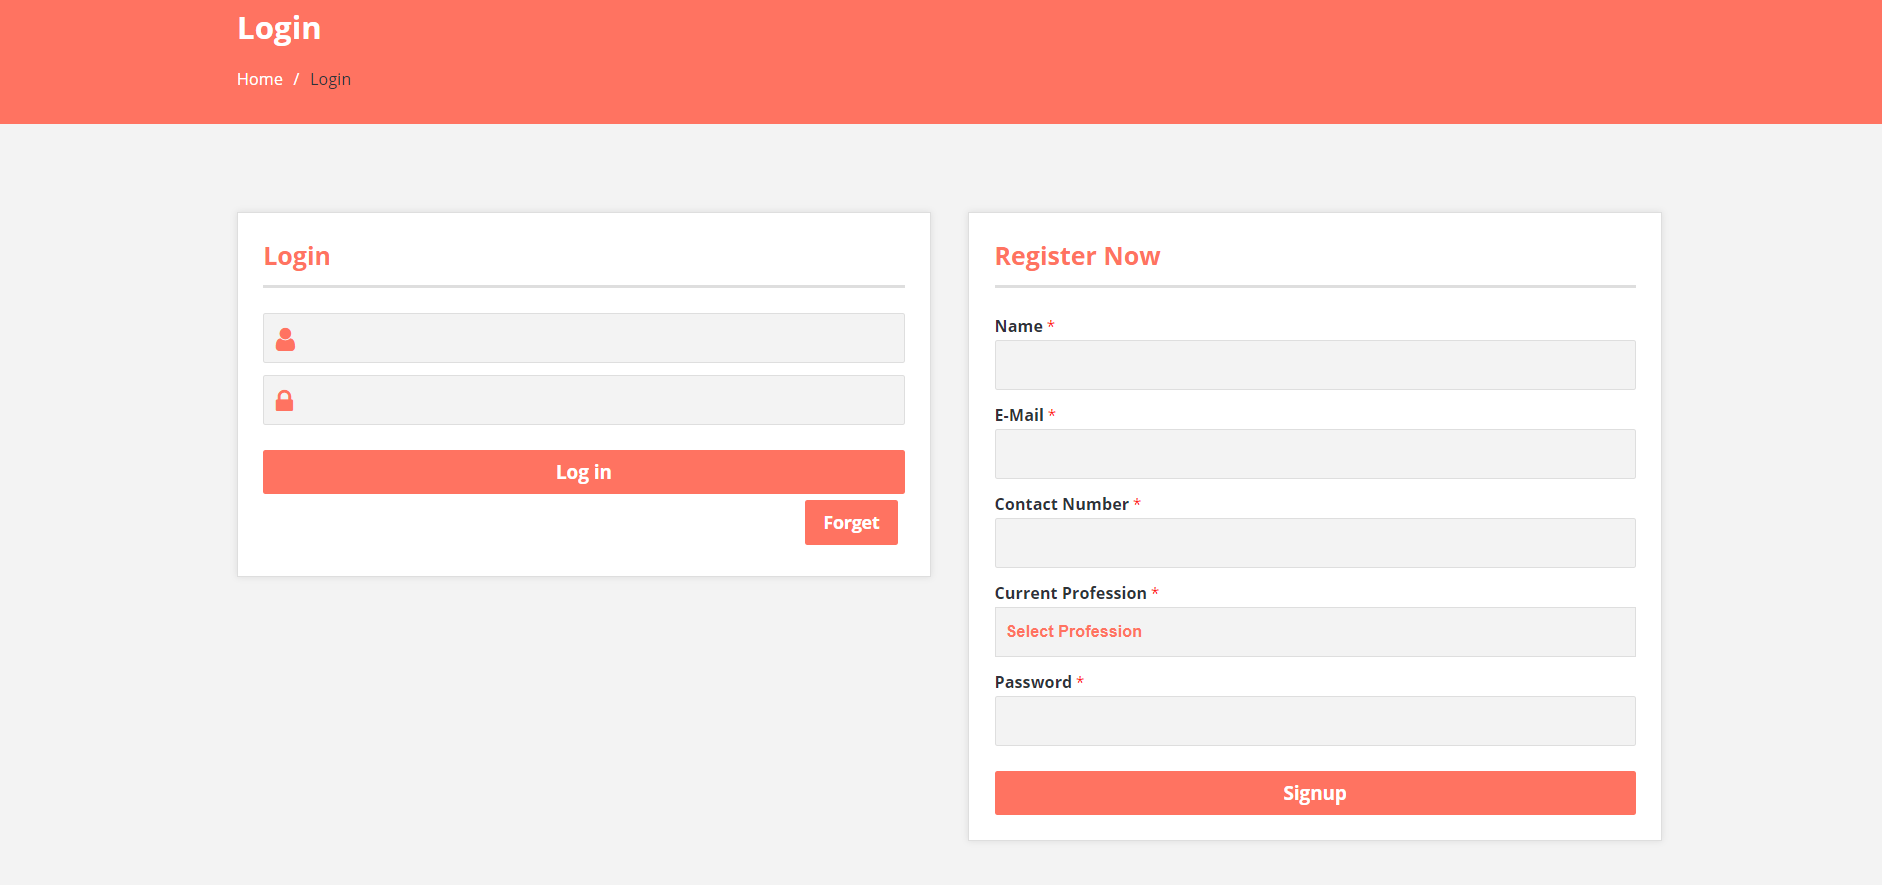 Login
Home / Login
Login
Log in
Forget
Register Now
Name *
E-Mail *
Contact Number *
Current Profession *
Select Profession
Password *
Signup